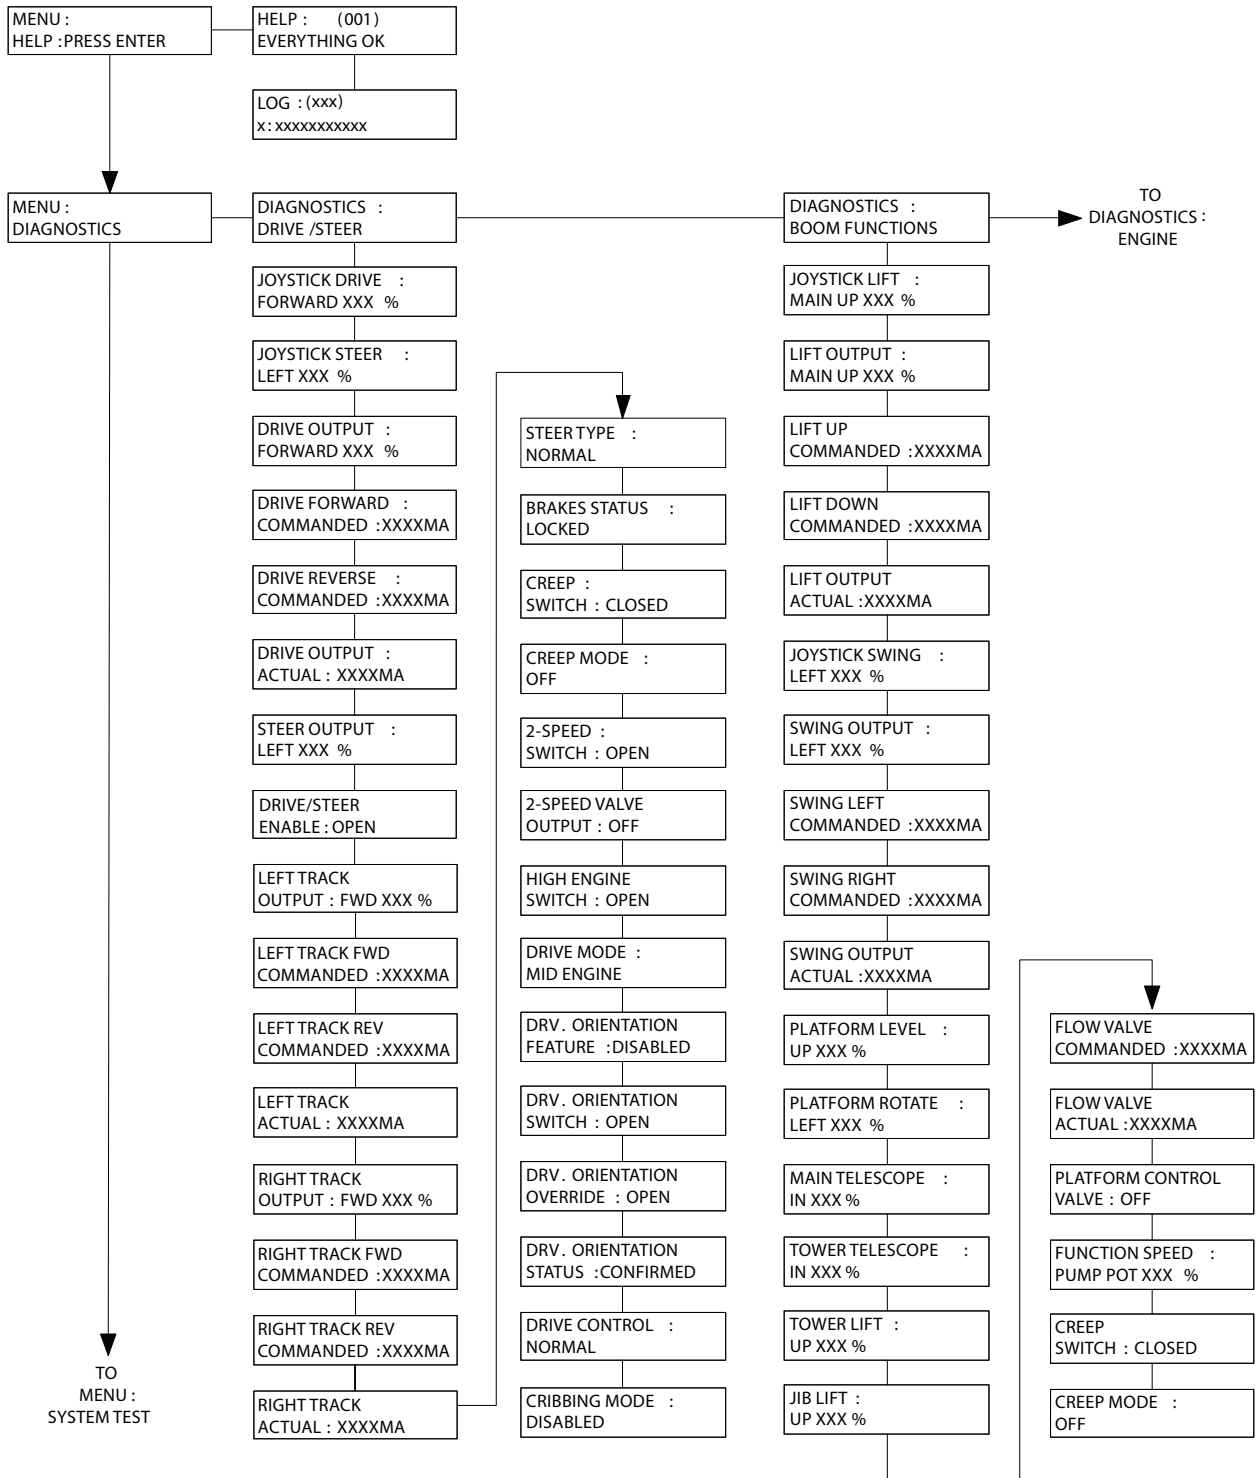 MENU :
HELP : PRESS ENTER
HELP : (001)
EVERYTHING OK
LOG : (xxx)
x: xxxxxxxxxxx
MENU :
DIAGNOSTICS
DIAGNOSTICS :
DRIVE /STEER
JOYSTICK DRIVE :
FORWARD XXX %
JOYSTICK STEER :
LEFT XXX %
DRIVE OUTPUT :
FORWARD XXX %
DRIVE FORWARD :
COMMANDED :XXXXMA
DRIVE REVERSE :
COMMANDED :XXXXMA
DRIVE OUTPUT :
ACTUAL : XXXXMA
STEER OUTPUT :
LEFT XXX %
DRIVE/STEER
ENABLE : OPEN
LEFT TRACK
OUTPUT : FWD XXX %
LEFT TRACK FWD
COMMANDED :XXXXMA
LEFT TRACK REV
COMMANDED :XXXXMA
LEFT TRACK
ACTUAL : XXXXMA
RIGHT TRACK
OUTPUT : FWD XXX %
RIGHT TRACK FWD
COMMANDED :XXXXMA
RIGHT TRACK REV
COMMANDED :XXXXMA
RIGHT TRACK
ACTUAL : XXXXMA
STEER TYPE :
NORMAL
BRAKES STATUS :
LOCKED
CREEP :
SWITCH : CLOSED
CREEP MODE :
OFF
2-SPEED :
SWITCH : OPEN
2-SPEED VALVE
OUTPUT : OFF
HIGH ENGINE
SWITCH : OPEN
DRIVE MODE :
MID ENGINE
DRV. ORIENTATION
FEATURE :DISABLED
DRV. ORIENTATION
SWITCH : OPEN
DRV. ORIENTATION
OVERRIDE : OPEN
DRV. ORIENTATION
STATUS :CONFIRMED
DRIVE CONTROL :
NORMAL
CRIBBING MODE :
DISABLED
DIAGNOSTICS :
BOOM FUNCTIONS
JOYSTICK LIFT :
MAIN UP XXX %
LIFT OUTPUT :
MAIN UP XXX %
LIFT UP
COMMANDED :XXXXMA
LIFT DOWN
COMMANDED :XXXXMA
LIFT OUTPUT
ACTUAL :XXXXMA
JOYSTICK SWING :
LEFT XXX %
SWING OUTPUT :
LEFT XXX %
SWING LEFT
COMMANDED :XXXXMA
SWING RIGHT
COMMANDED :XXXXMA
SWING OUTPUT
ACTUAL :XXXXMA
PLATFORM LEVEL :
UP XXX %
PLATFORM ROTATE :
LEFT XXX %
MAIN TELESCOPE :
IN XXX %
TOWER TELESCOPE :
IN XXX %
TOWER LIFT :
UP XXX %
JIB LIFT :
UP XXX %
FLOW VALVE
COMMANDED :XXXXMA
FLOW VALVE
ACTUAL :XXXXMA
PLATFORM CONTROL
VALVE : OFF
FUNCTION SPEED :
PUMP POT XXX %
CREEP
SWITCH : CLOSED
CREEP MODE :
OFF
TO
DIAGNOSTICS :
ENGINE
TO
MENU :
SYSTEM TEST